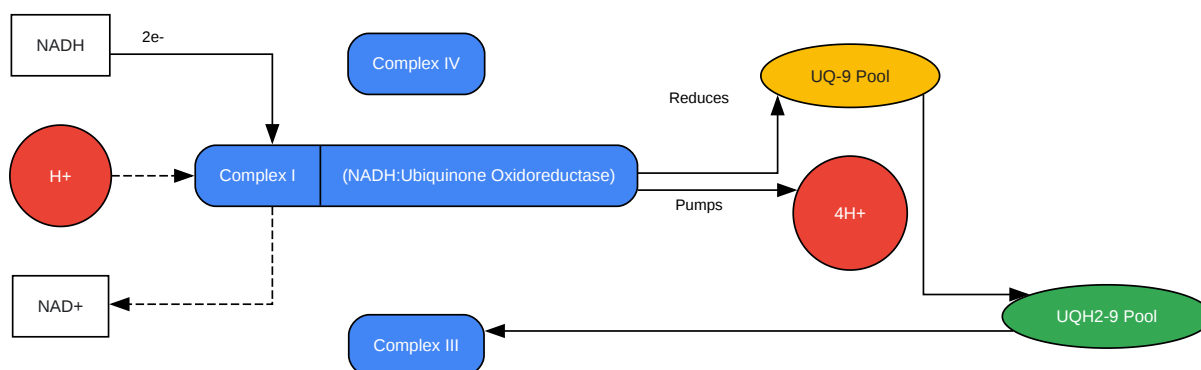 NADH
2e-
Complex IV
UQ-9 Pool
Reduces
H+
Complex I
(NADH:Ubiquinone Oxidoreductase)
Pumps
4H+
NAD+
Complex III
UQH2-9 Pool